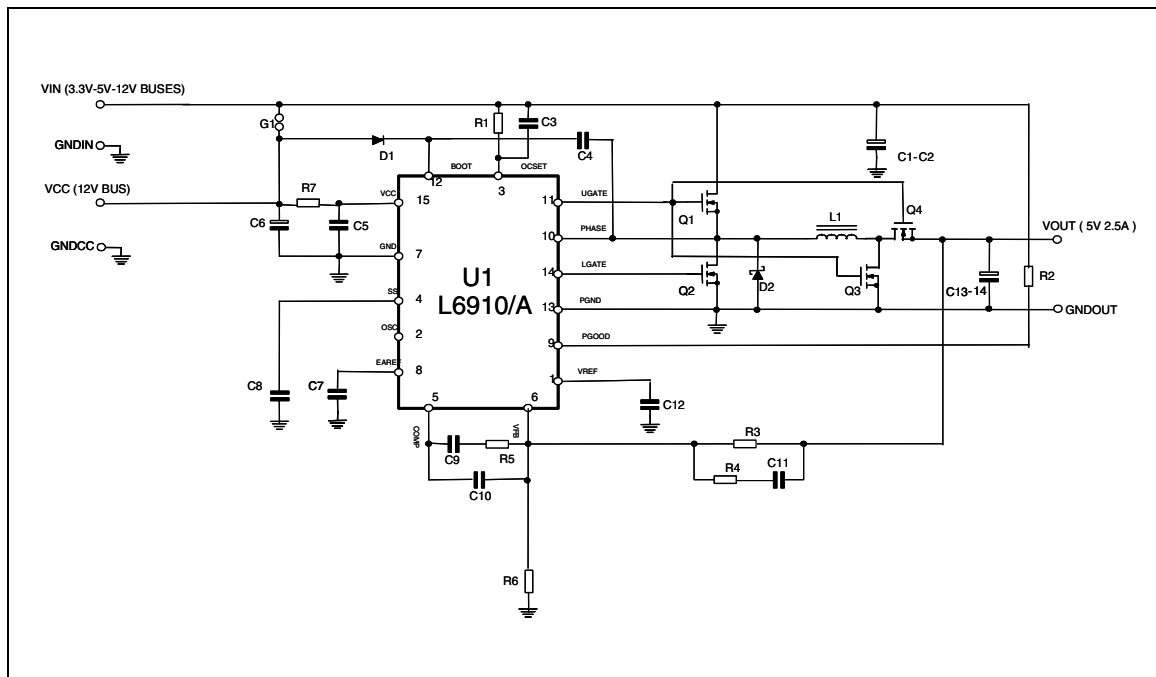 VIN (3.3V-5V-12V BUSES)
G1
R1
C3
GNDIN
D1
C4
C1-C2
BOOT
OCSET
12
3
VCC (12V BUS)
R7
VCC
15
11
UGATE
Q1
Q4
C6
C5
L1
VOUT ( 5V 2.5A )
10
PHASE
GNDCC
GND
7
U1
L6910/A
14
LGATE
Q2
D2
Q3
C13-14
R2
SS
4
13
PGND
GNDOUT
OSC
2
9
PGOOD
EAREF
8
1
VREF
C8
C7
C12
5
6
COMP
VFB
C9
R5
R3
C10
R4
C11
R6